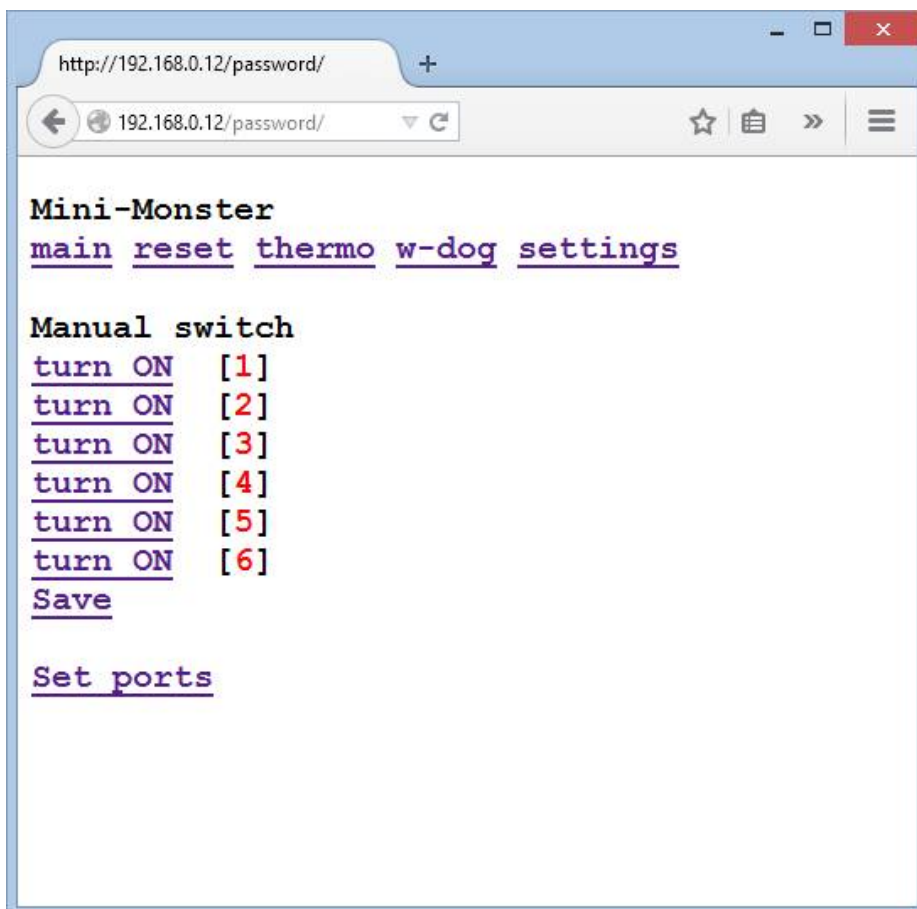 http://192.168.0.12/password/
192.168.0.12/password/
Mini-Monster
main reset thermo w-dog settings
Manual switch
turn ON [1]
turn ON [2]
turn ON [3]
turn ON [4]
turn ON [5]
turn ON [6]
Save
Set ports